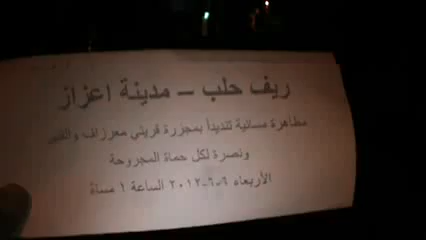 ريف حلب – مدينة اعزاز
مظاهرة مسائية تنديداً بمجزرة قريتي معرزاف والقبير
ونصرة لكل حماة المجروحة
الأربعاء ٦-٦-٢٠١٢ الساعة ١ مساءً